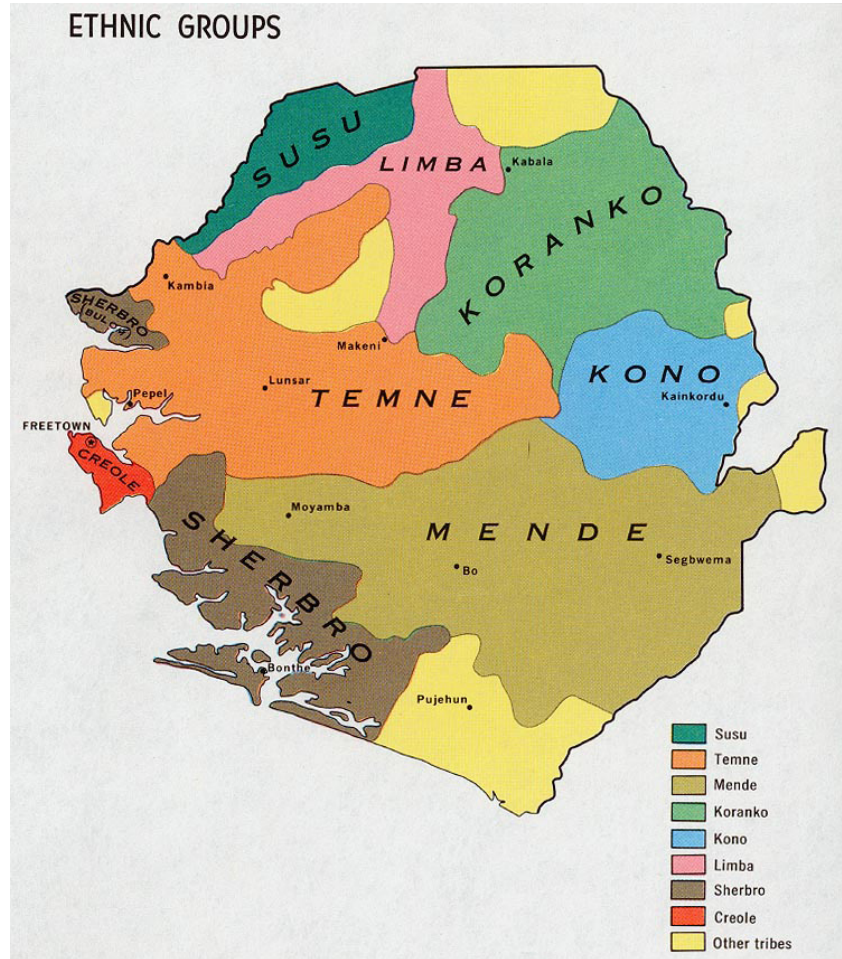 ETHNIC GROUPS
SUSU
LIMBA
Kabala
KORANKO
Kambia
SHERBRO
(BULOM)
Makeni
KONO
Lunsar
TEMNE
Kainkordu
Pepel
FREETOWN
CREOLE
Moyamba
MENDE
SHERBRO
Bo
Segbwema
Bonthe
Pujehun
Susu
Temne
Mende
Koranko
Kono
Limba
Sherbro
Creole
Other tribes